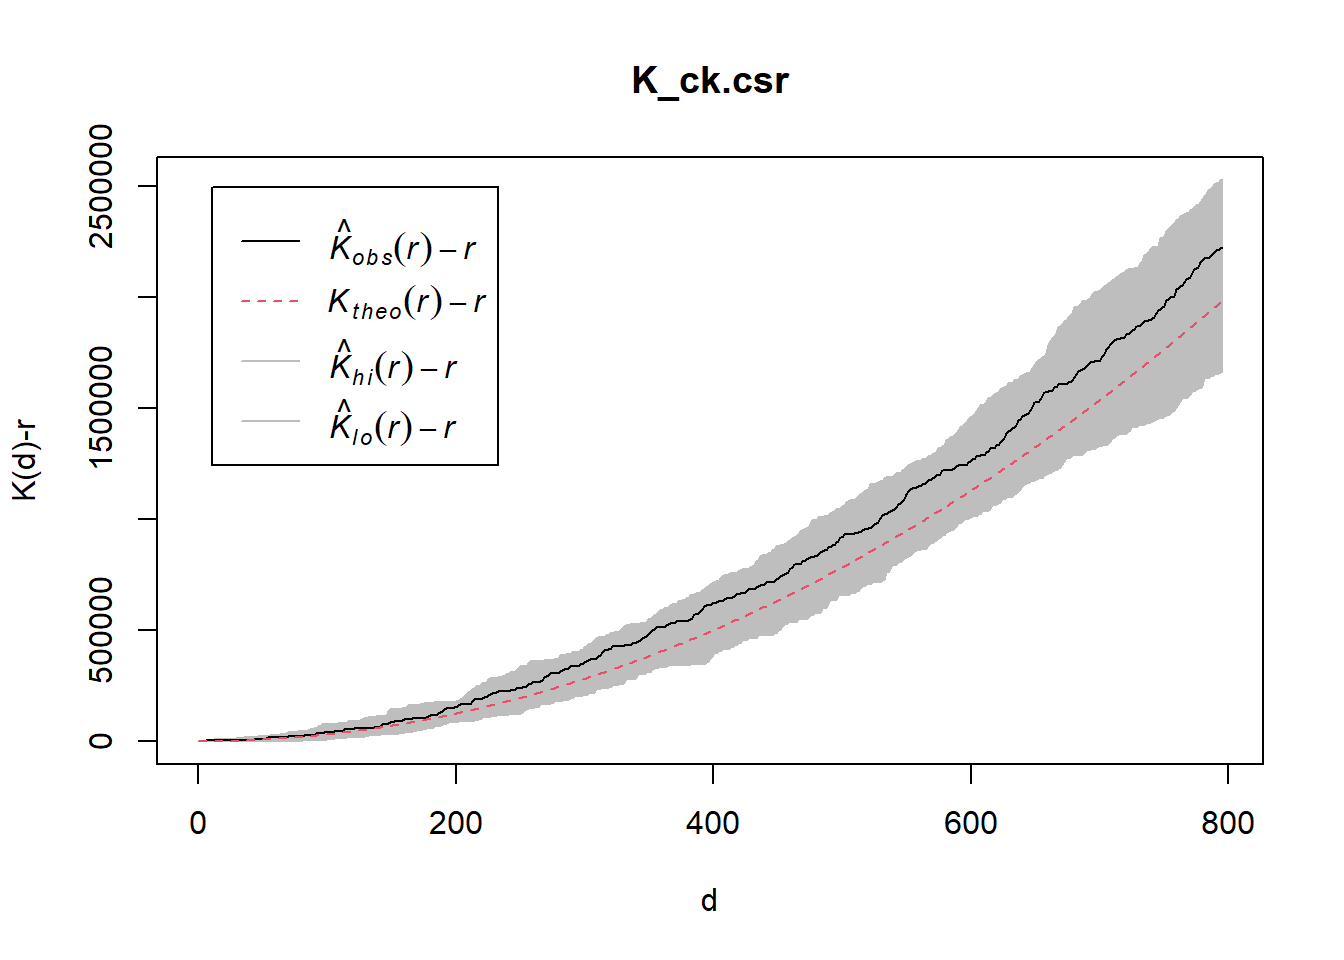 K_ck.csr
K̂obs(r) − r
Ktheo(r) − r
K̂hi(r) − r
K̂lo(r) − r
K(d)-r
0
500000
1500000
2500000
0 200 400 600 800
d